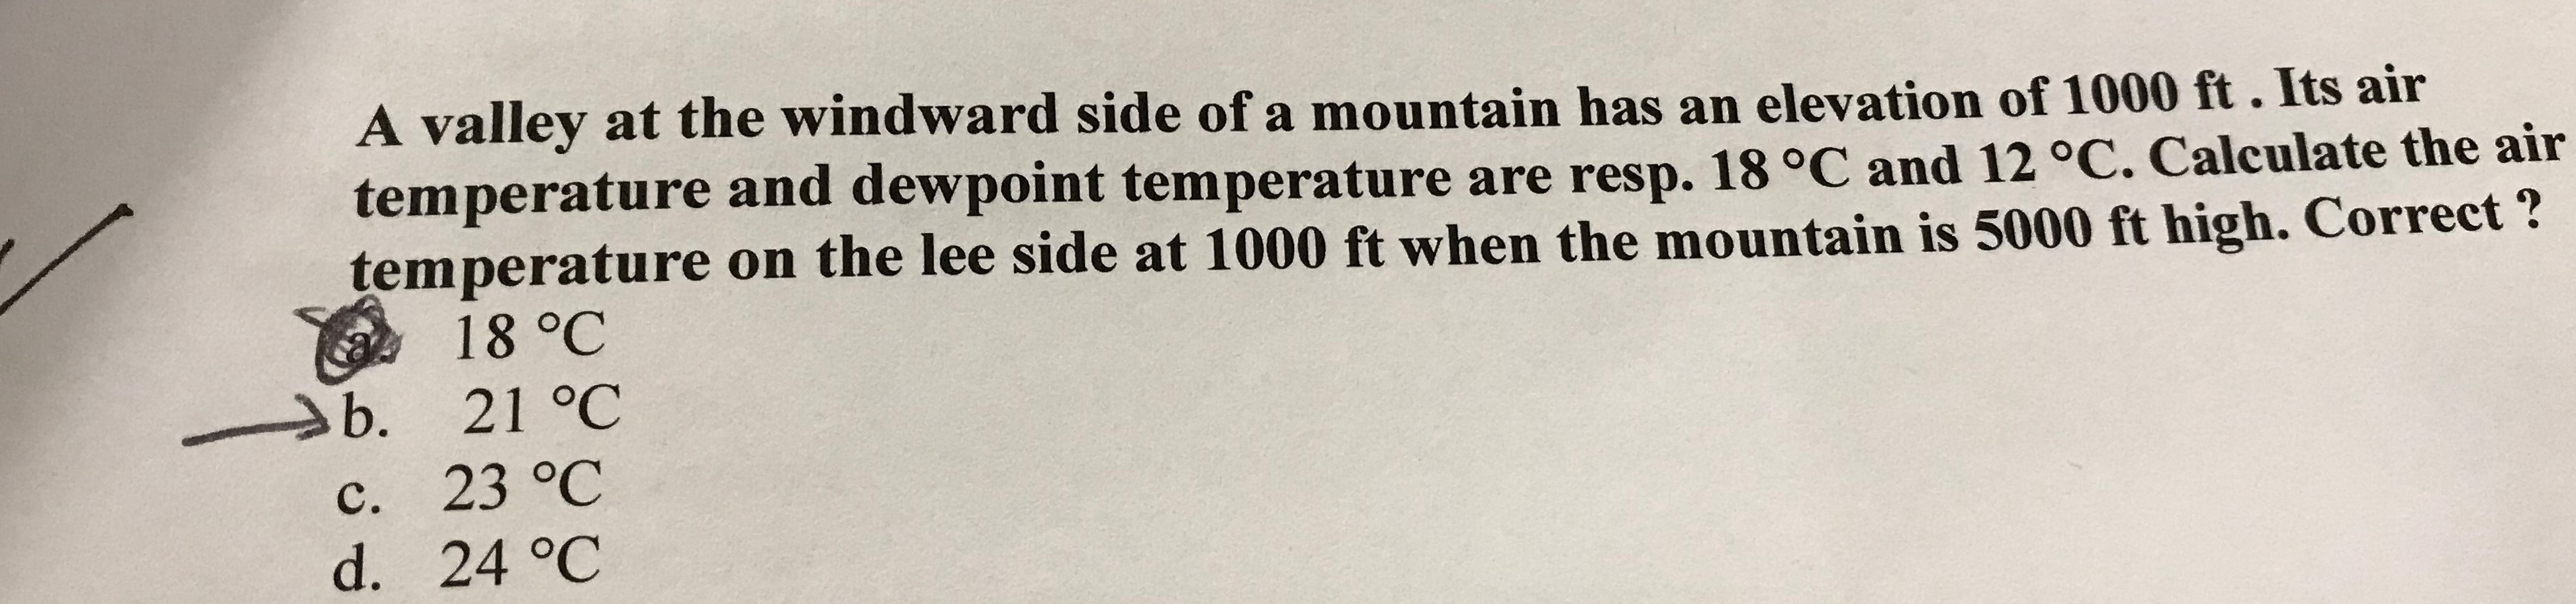 A valley at the windward side of a mountain has an elevation of 1000 ft . Its air
temperature and dewpoint temperature are resp. 18 °C and 12 °C. Calculate the air
temperature on the lee side at 1000 ft when the mountain is 5000 ft high. Correct ?
a. 18 °C
b. 21 °C
c. 23 °C
d. 24 °C